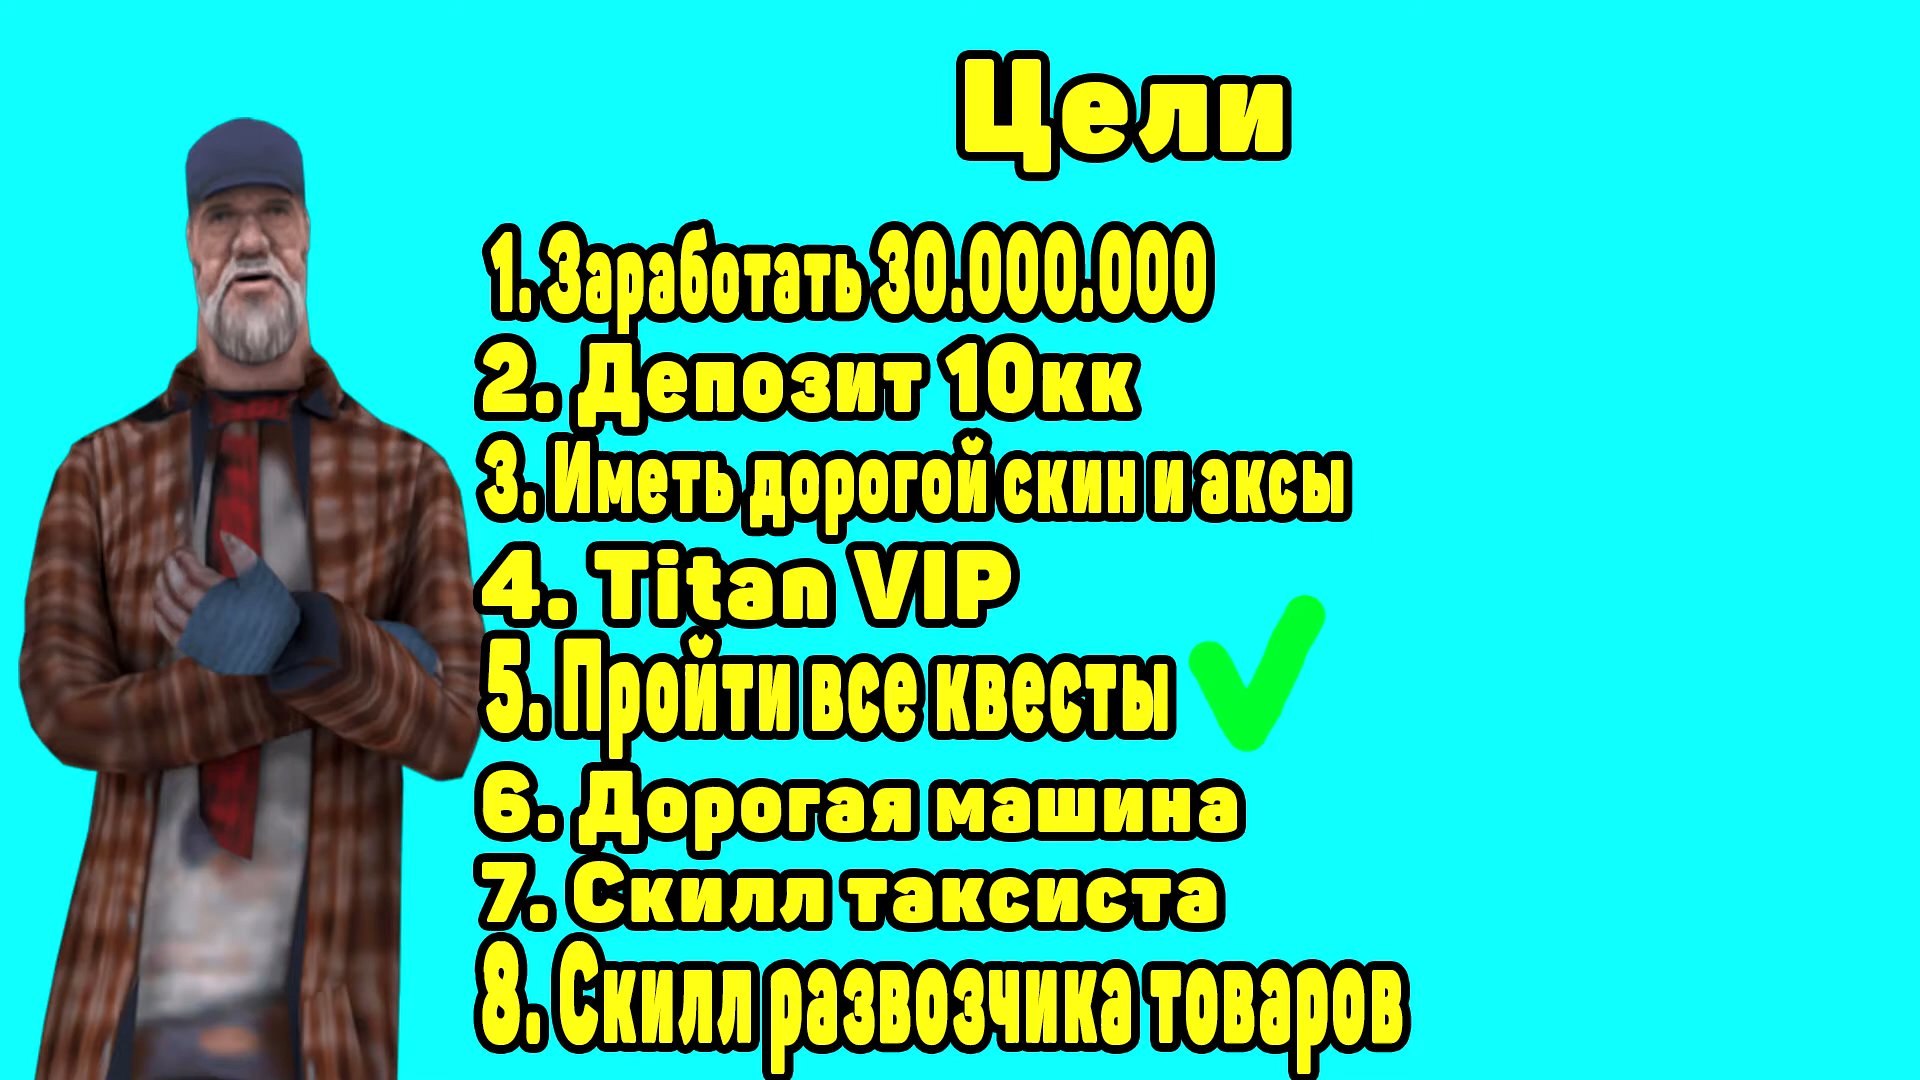 Цели
1. Заработать 30.000.000
2. Депозит 10кк
3. Иметь дорогой скин и аксы
4. Titan VIP
5. Пройти все квесты
6. Дорогая машина
7. Скилл таксиста
8. Скилл развозчика товаров